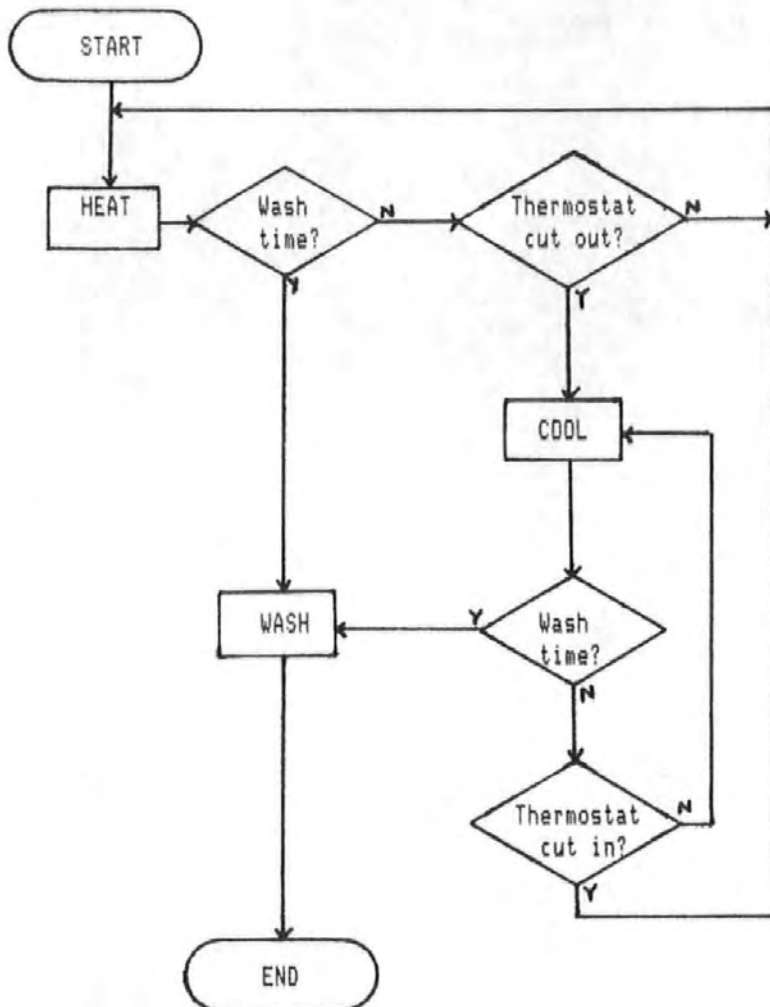 START
HEAT
Wash
time?
N
Thermostat
cut out?
N
Y
Y
COOL
WASH
Y
Wash
time?
N
Thermostat
cut in?
N
Y
END